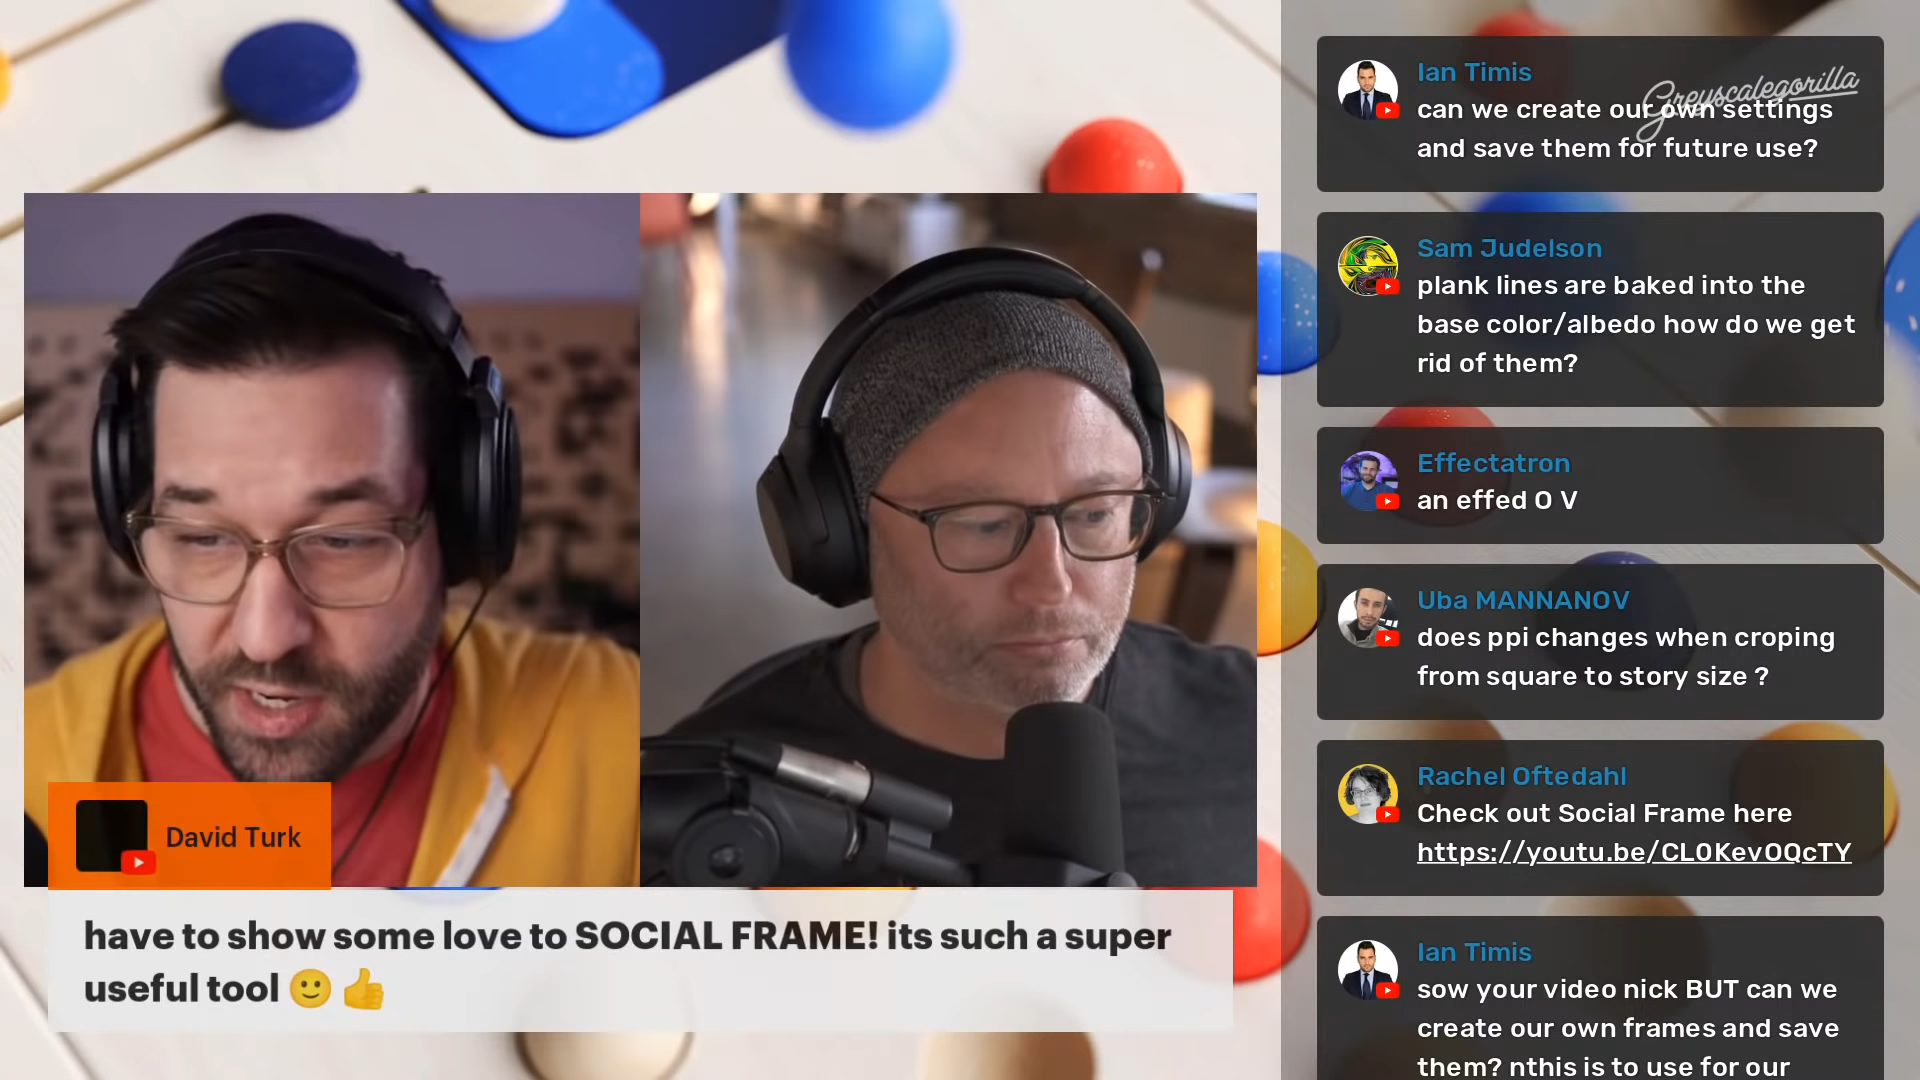 Greyscalegorilla
Ian Timis
can we create our own settings
and save them for future use?
Sam Judelson
plank lines are baked into the
base color/albedo how do we get
rid of them?
Effectatron
an effed O V
Uba MANNANOV
does ppi changes when croping
from square to story size ?
Rachel Oftedahl
Check out Social Frame here
https://youtu.be/CL0KevOQcTY
Ian Timis
sow your video nick BUT can we
create our own frames and save
them? nthis is to use for our
David Turk
have to show some love to SOCIAL FRAME! its such a super
useful tool 🙂 👍